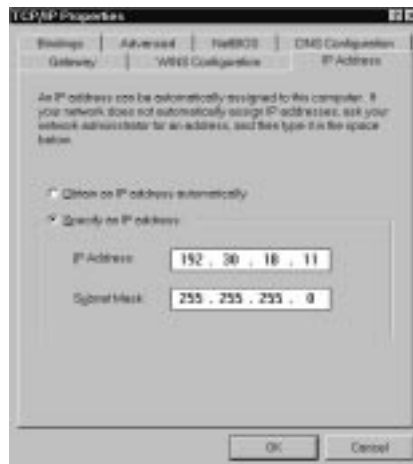 TCP/IP Properties
Bindings Advanced NetBIOS DNS Configuration
Gateway WINS Configuration IP Address
An IP address can be automatically assigned to this computer. If
your network does not automatically assign IP addresses, ask your
network administrator for an address, and then type it in the space
below.
Obtain an IP address automatically
Specify an IP address:
IP Address: 192 . 30 . 18 . 11
Subnet Mask: 255 . 255 . 255 . 0
OK Cancel